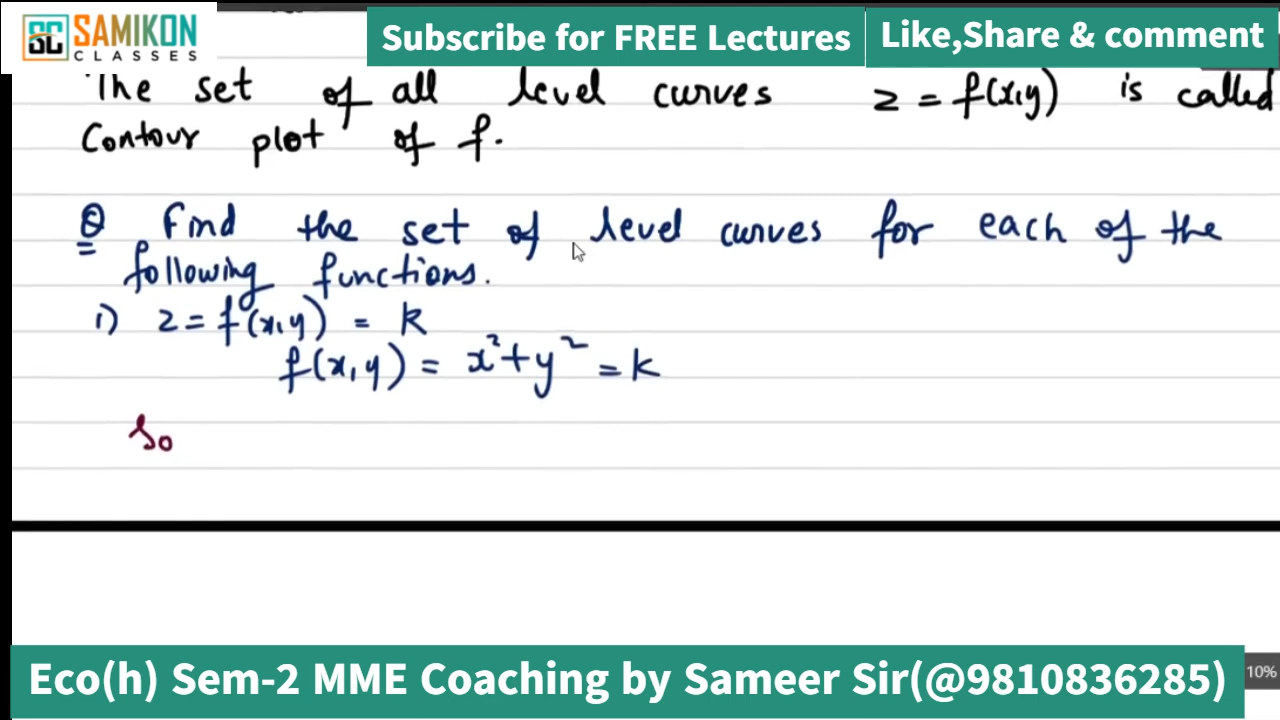 SC SAMIKON
CLASSES
Subscribe for FREE Lectures
Like,Share & comment
The set of all level curves z = f(x,y) is called
Contour plot of f.
Q Find the set of level curves for each of the
following functions.
i) z = f(x,y) = k
f(x,y) = x²+y² = k
So
10%
Eco(h) Sem-2 MME Coaching by Sameer Sir(@9810836285)